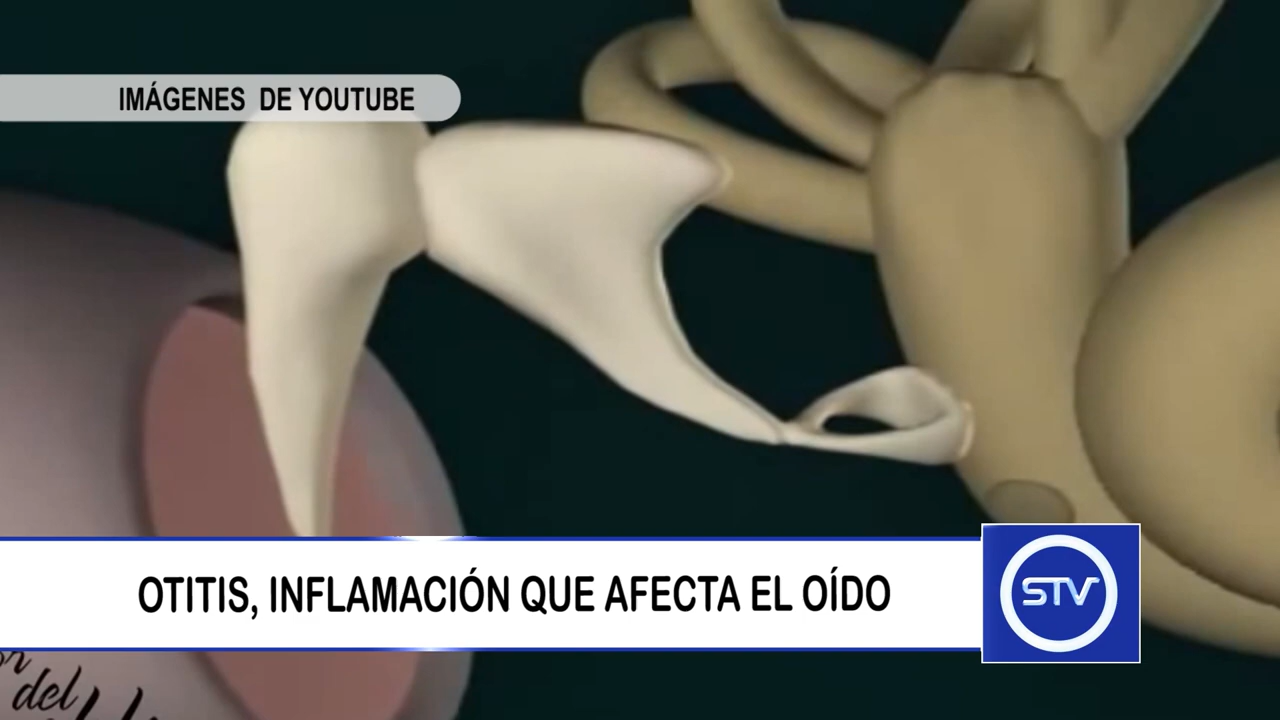 IMÁGENES DE YOUTUBE
OTITIS, INFLAMACIÓN QUE AFECTA EL OÍDO
STV
del